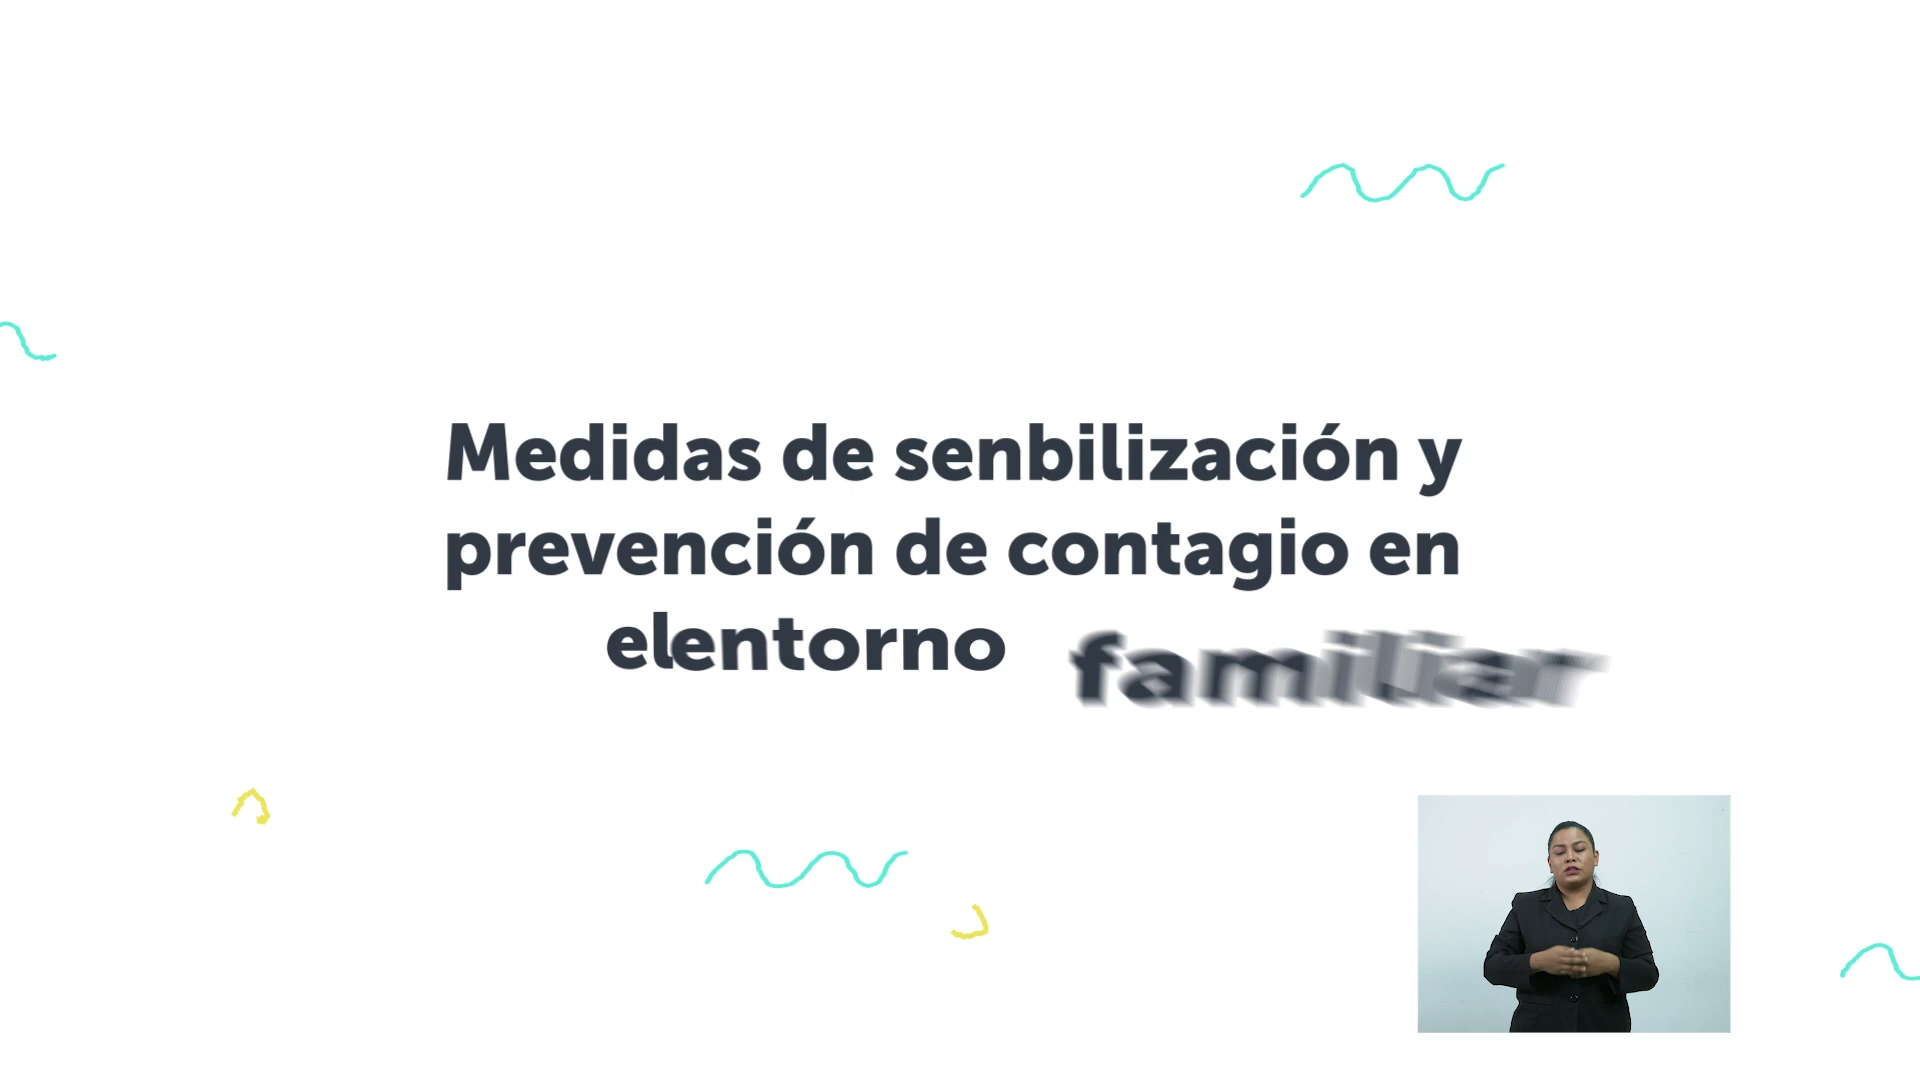 Medidas de senbilización y
prevención de contagio en
elentorno familiar